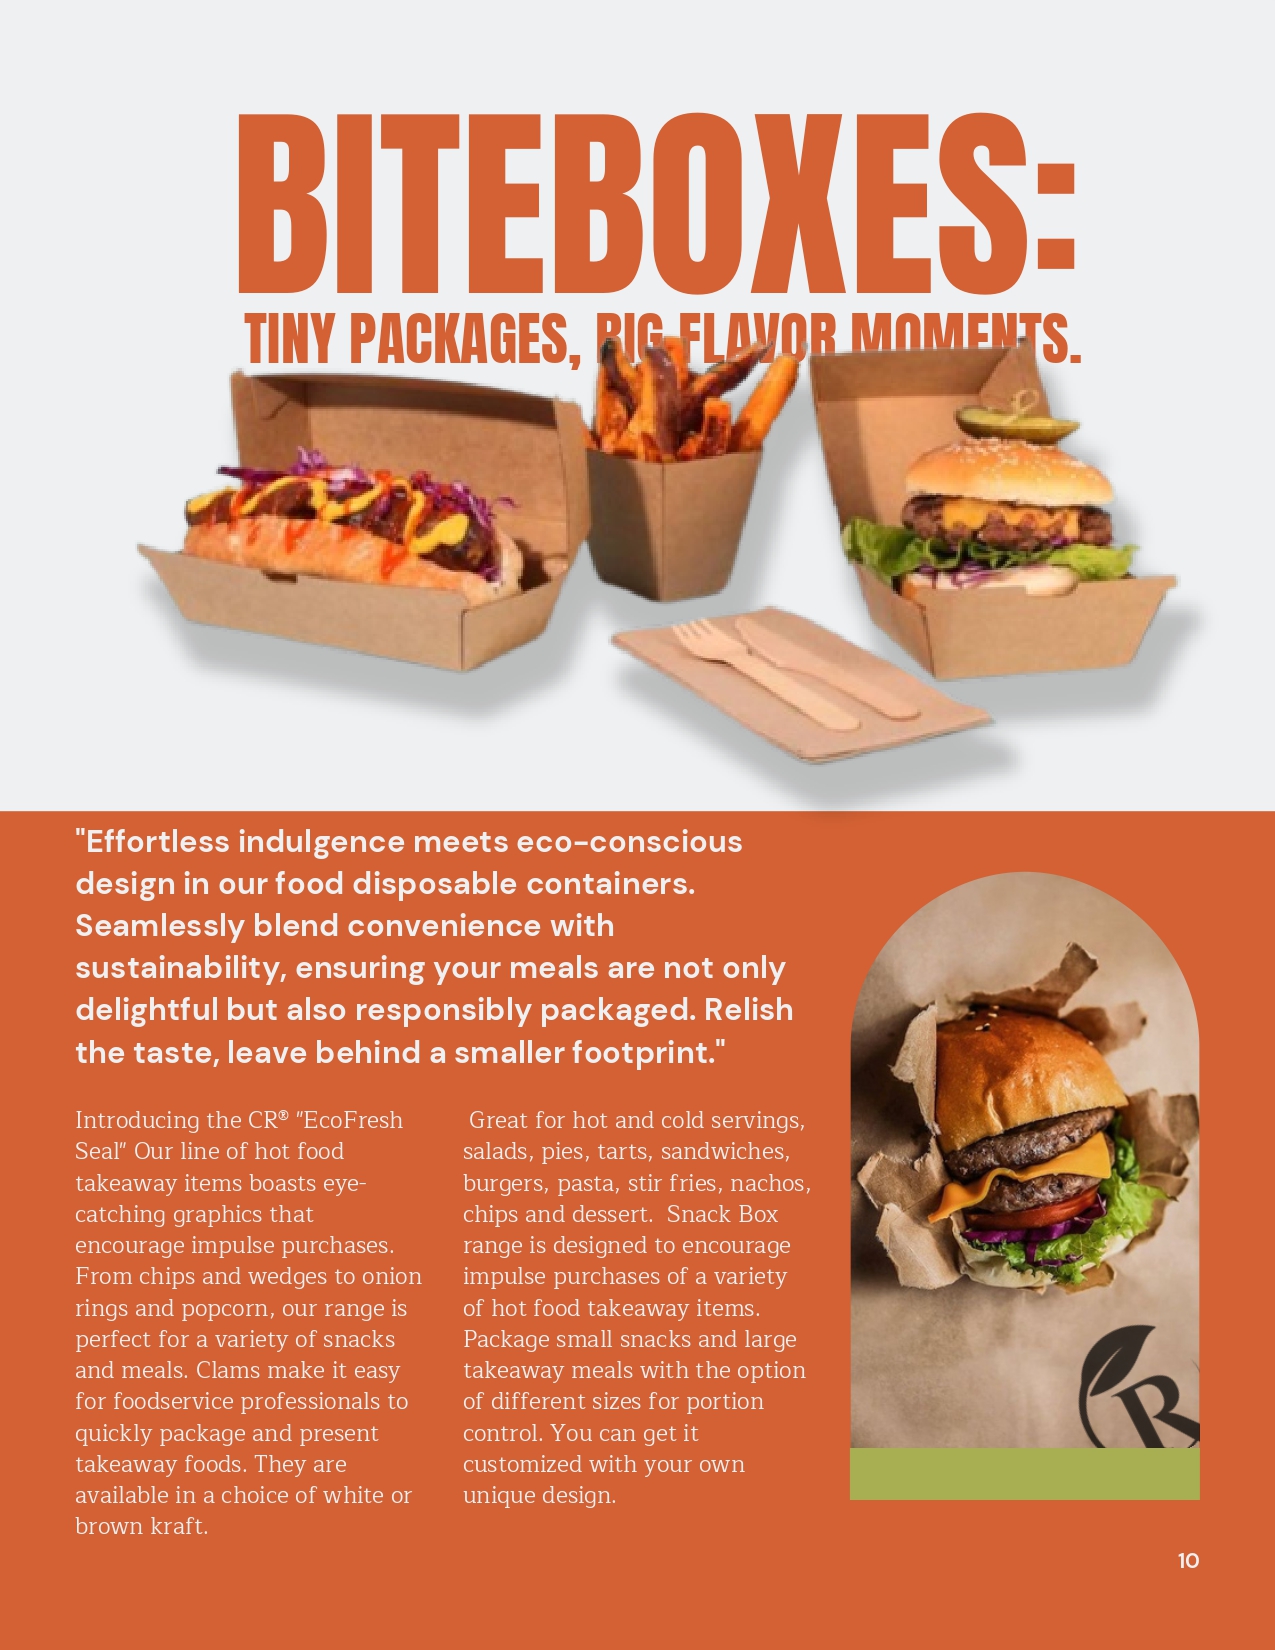 BITEBOXES:
TINY PACKAGES, BIG FLAVOR MOMENTS.
"Effortless indulgence meets eco-conscious
design in our food disposable containers.
Seamlessly blend convenience with
sustainability, ensuring your meals are not only
delightful but also responsibly packaged. Relish
the taste, leave behind a smaller footprint."
Introducing the CR® "EcoFresh
Seal" Our line of hot food
takeaway items boasts eye-
catching graphics that
encourage impulse purchases.
From chips and wedges to onion
rings and popcorn, our range is
perfect for a variety of snacks
and meals. Clams make it easy
for foodservice professionals to
quickly package and present
takeaway foods. They are
available in a choice of white or
brown kraft.
Great for hot and cold servings,
salads, pies, tarts, sandwiches,
burgers, pasta, stir fries, nachos,
chips and dessert.  Snack Box
range is designed to encourage
impulse purchases of a variety
of hot food takeaway items.
Package small snacks and large
takeaway meals with the option
of different sizes for portion
control. You can get it
customized with your own
unique design.
R
10